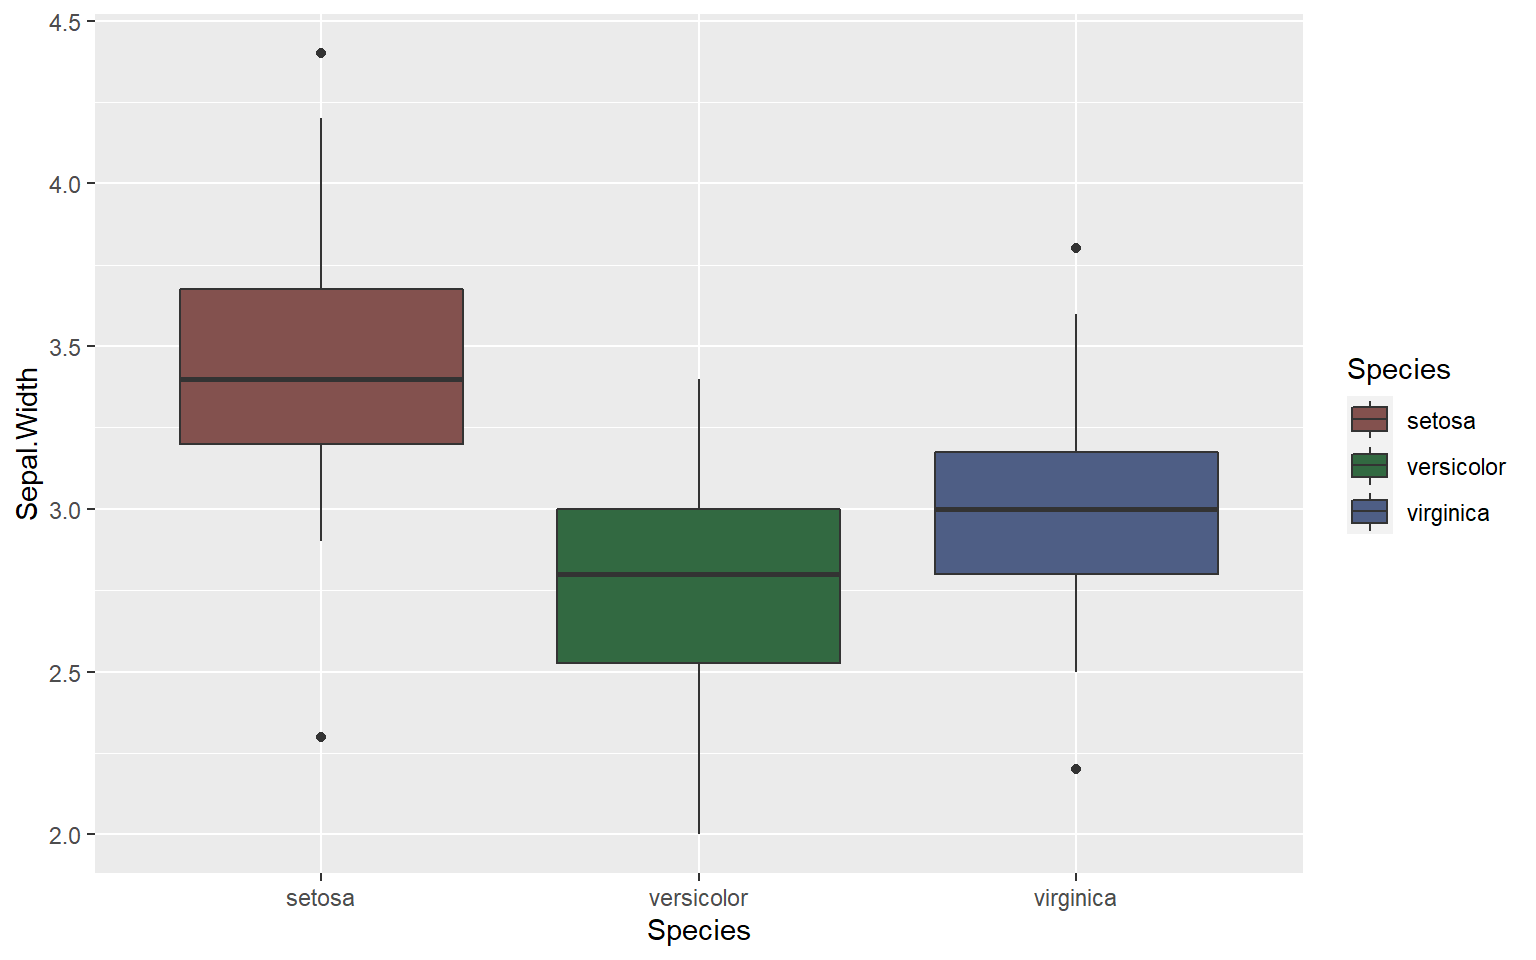 4.5
4.0
3.5
3.0
2.5
2.0
Sepal.Width
setosa
versicolor
virginica
Species
Species
setosa
versicolor
virginica